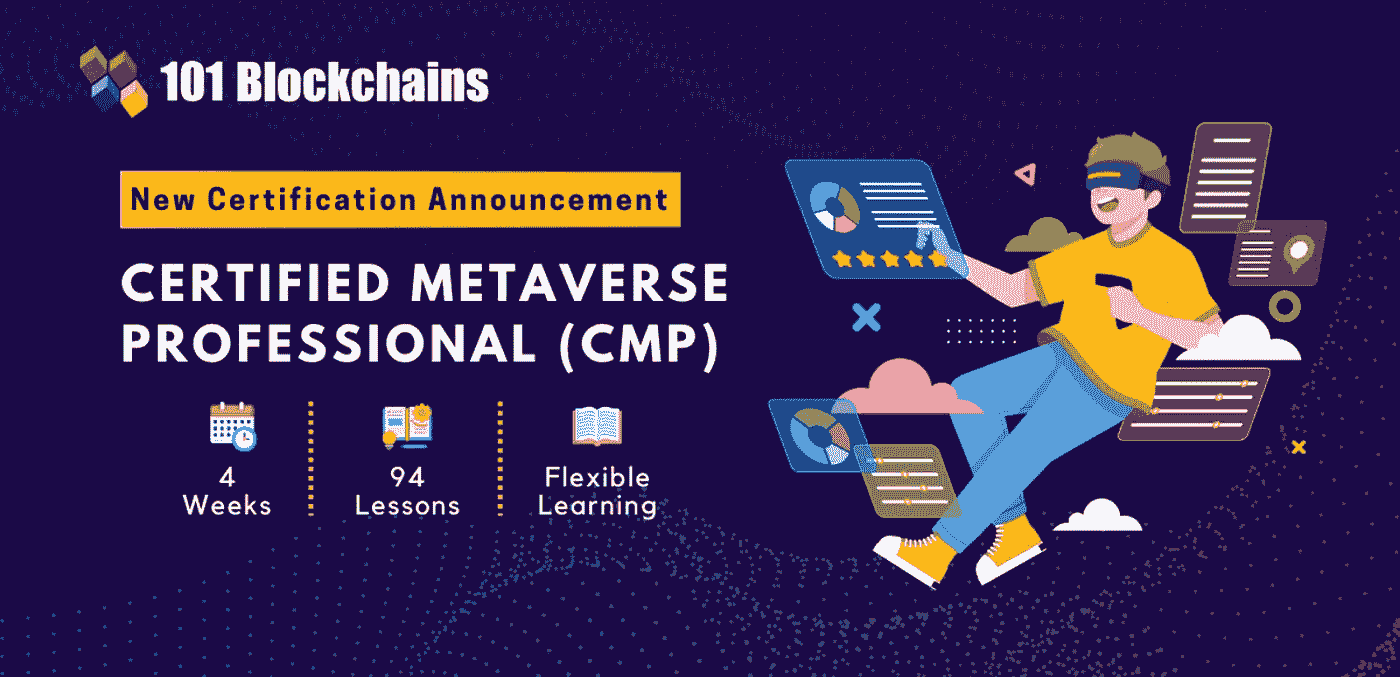 101 Blockchains
New Certification Announcement
CERTIFIED METAVERSE
PROFESSIONAL (CMP)
4
Weeks
94
Lessons
Flexible
Learning